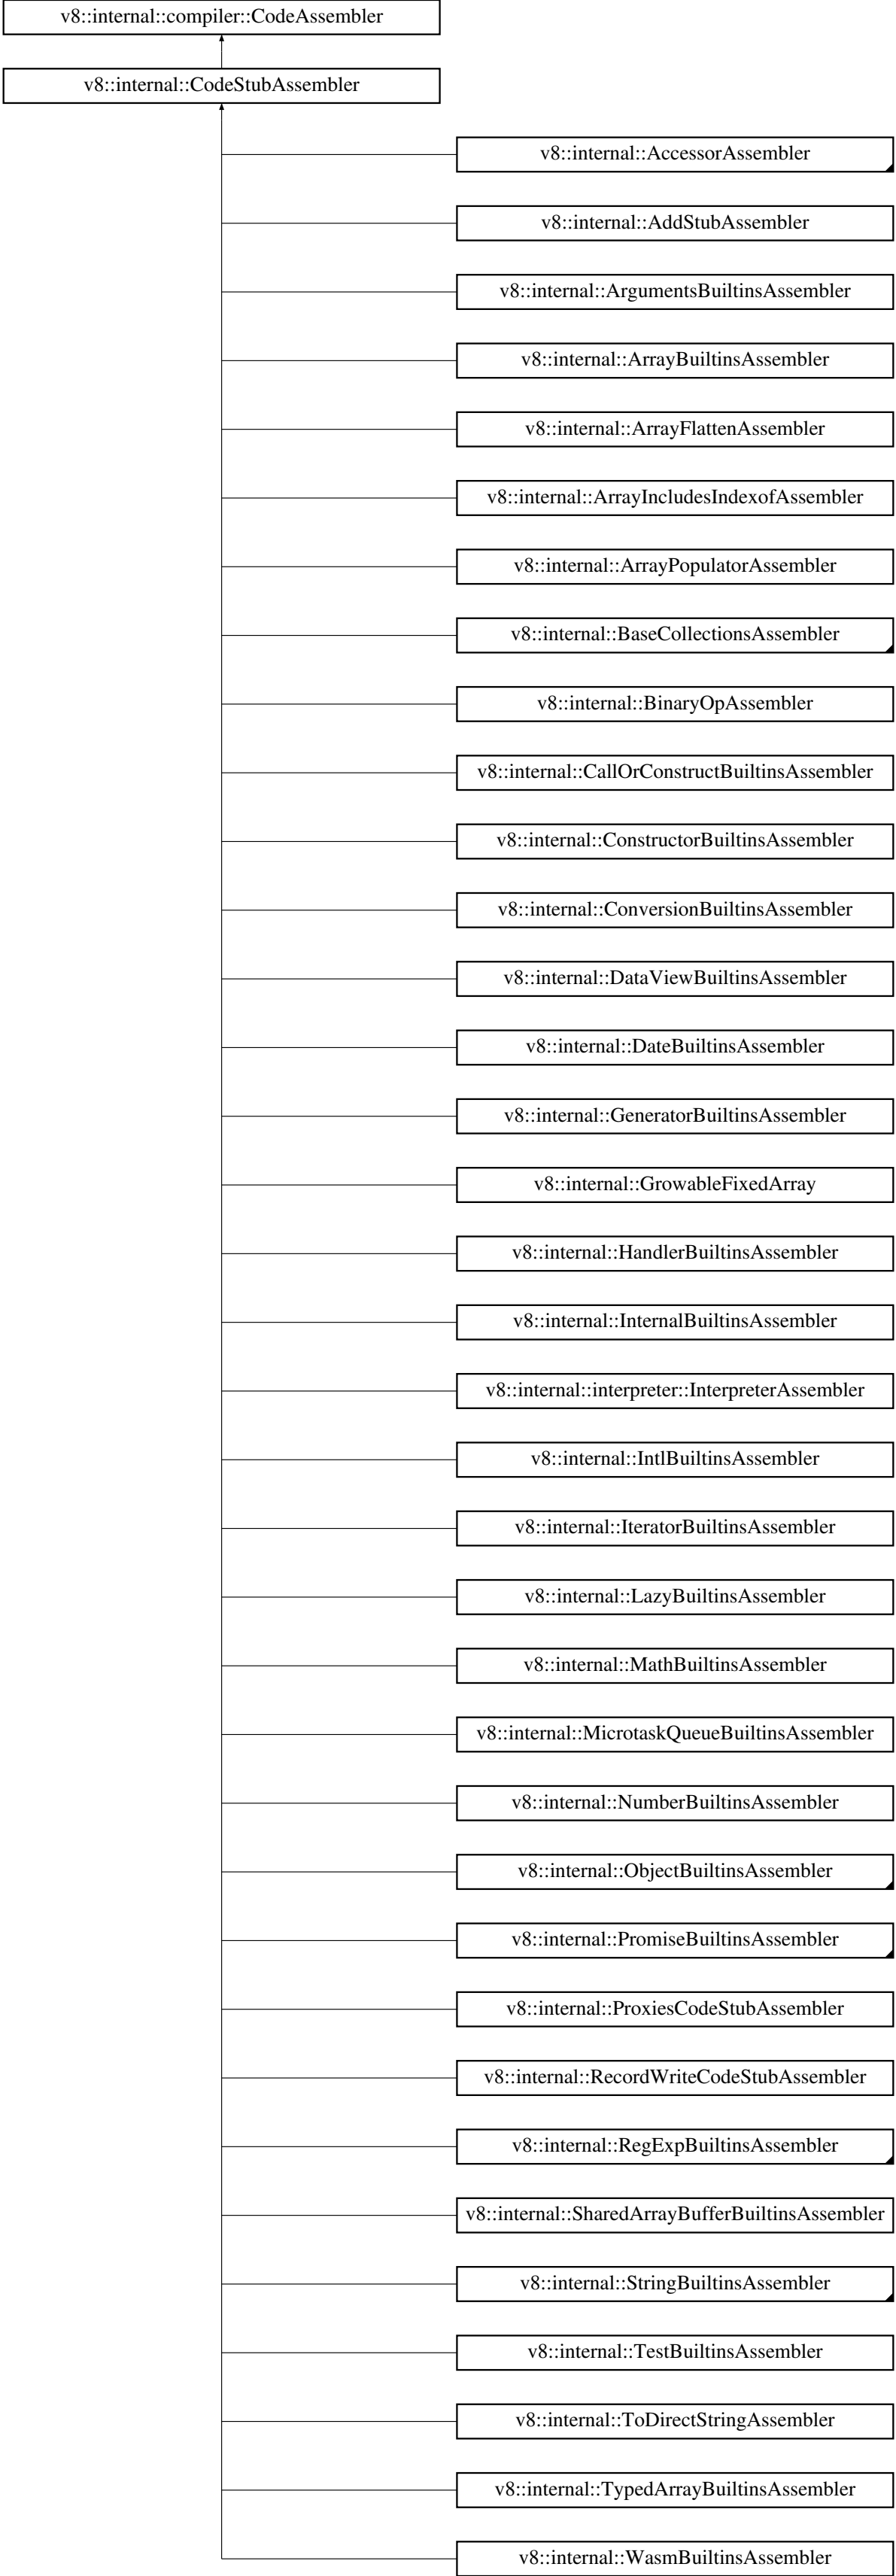 v8::internal::compiler::CodeAssembler
v8::internal::CodeStubAssembler
v8::internal::AccessorAssembler
v8::internal::AddStubAssembler
v8::internal::ArgumentsBuiltinsAssembler
v8::internal::ArrayBuiltinsAssembler
v8::internal::ArrayFlattenAssembler
v8::internal::ArrayIncludesIndexofAssembler
v8::internal::ArrayPopulatorAssembler
v8::internal::BaseCollectionsAssembler
v8::internal::BinaryOpAssembler
v8::internal::CallOrConstructBuiltinsAssembler
v8::internal::ConstructorBuiltinsAssembler
v8::internal::ConversionBuiltinsAssembler
v8::internal::DataViewBuiltinsAssembler
v8::internal::DateBuiltinsAssembler
v8::internal::GeneratorBuiltinsAssembler
v8::internal::GrowableFixedArray
v8::internal::HandlerBuiltinsAssembler
v8::internal::InternalBuiltinsAssembler
v8::internal::interpreter::InterpreterAssembler
v8::internal::IntlBuiltinsAssembler
v8::internal::IteratorBuiltinsAssembler
v8::internal::LazyBuiltinsAssembler
v8::internal::MathBuiltinsAssembler
v8::internal::MicrotaskQueueBuiltinsAssembler
v8::internal::NumberBuiltinsAssembler
v8::internal::ObjectBuiltinsAssembler
v8::internal::PromiseBuiltinsAssembler
v8::internal::ProxiesCodeStubAssembler
v8::internal::RecordWriteCodeStubAssembler
v8::internal::RegExpBuiltinsAssembler
v8::internal::SharedArrayBufferBuiltinsAssembler
v8::internal::StringBuiltinsAssembler
v8::internal::TestBuiltinsAssembler
v8::internal::ToDirectStringAssembler
v8::internal::TypedArrayBuiltinsAssembler
v8::internal::WasmBuiltinsAssembler